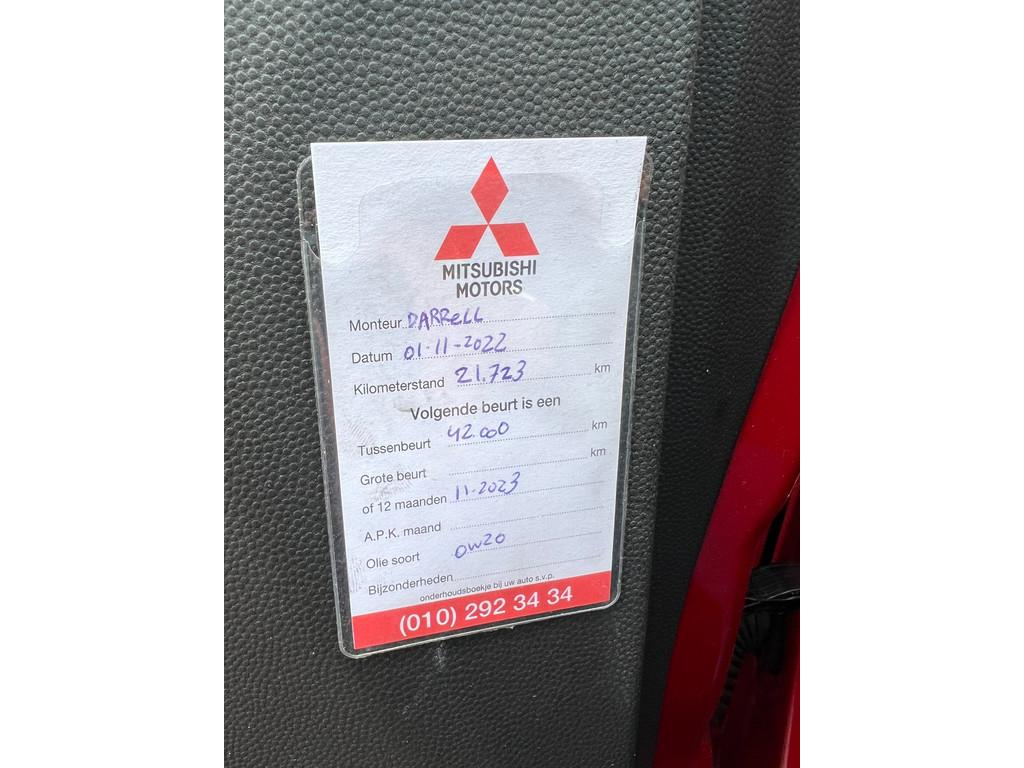 MITSUBISHI
MOTORS
Monteur DARReLL
Datum 01-11-2022
Kilometerstand 21.723 km
Volgende beurt is een
Tussenbeurt 42.000 km
Grote beurt km
of 12 maanden 11-2023
A.P.K. maand
Olie soort 0w20
Bijzonderheden
onderhoudsboekje bij uw auto s.v.p.
(010) 292 34 34